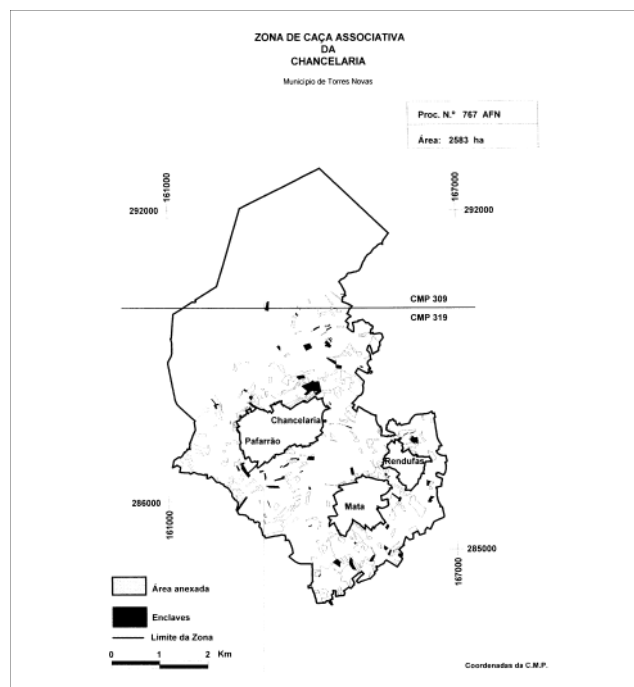 ZONA DE CAÇA ASSOCIATIVA
DA
CHANCELARIA
Município de Torres Novas
Proc. N.º 767 AFN
Área: 2583 ha
161000
167000
292000
292000
CMP 309
CMP 319
Chancelaria
Pafarrão
Rendufas
Mata
286000
161000
285000
167000
Área anexada
Enclaves
Limite da Zona
0 1 2 Km
Coordenadas da C.M.P.